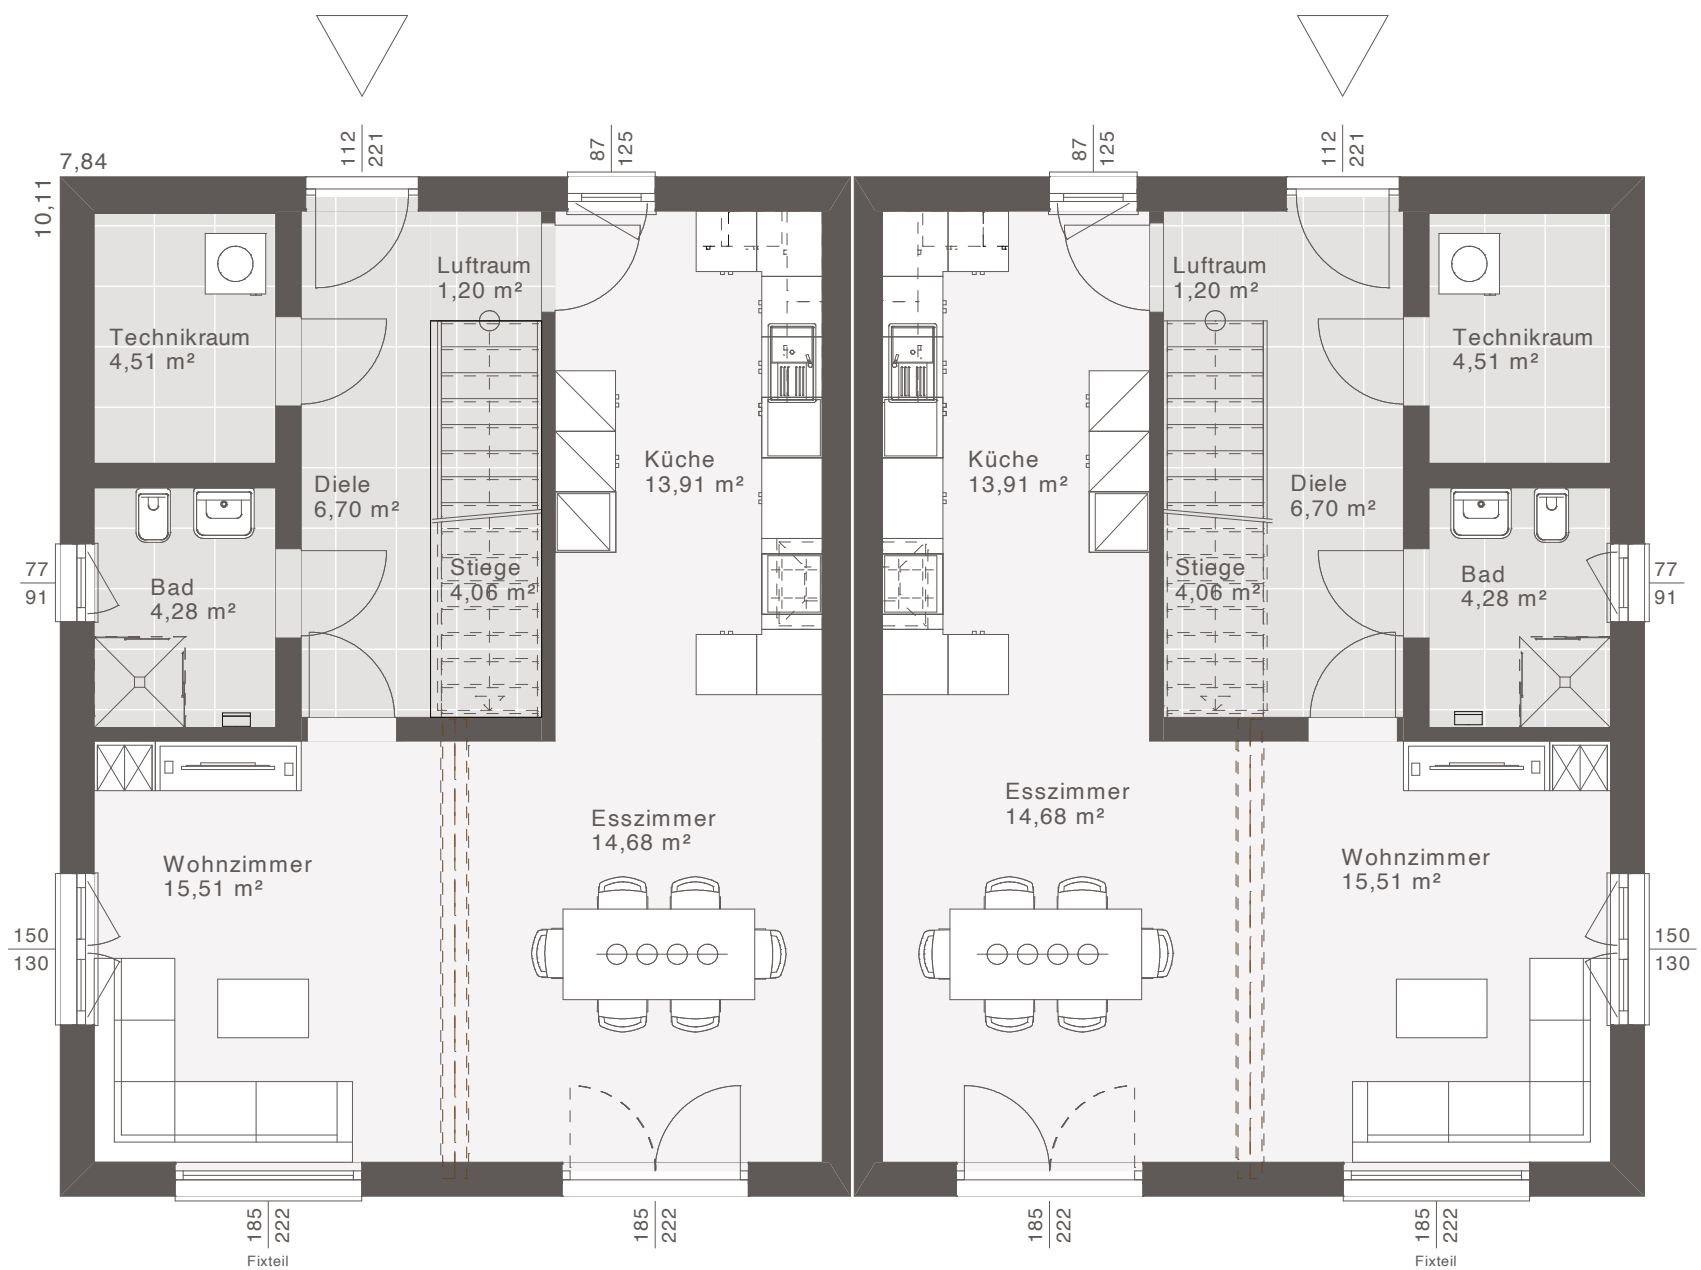 112
221
87
125
87
125
112
221
7,84
10,11
Luftraum
1,20 m²
Luftraum
1,20 m²
Technikraum
4,51 m²
Technikraum
4,51 m²
Küche
13,91 m²
Küche
13,91 m²
Diele
6,70 m²
Diele
6,70 m²
77
91
Bad
4,28 m²
Stiege
4,06 m²
Stiege
4,06 m²
Bad
4,28 m²
77
91
Esszimmer
14,68 m²
Esszimmer
14,68 m²
Wohnzimmer
15,51 m²
Wohnzimmer
15,51 m²
150
130
150
130
185
222
Fixteil
185
222
185
222
185
222
Fixteil